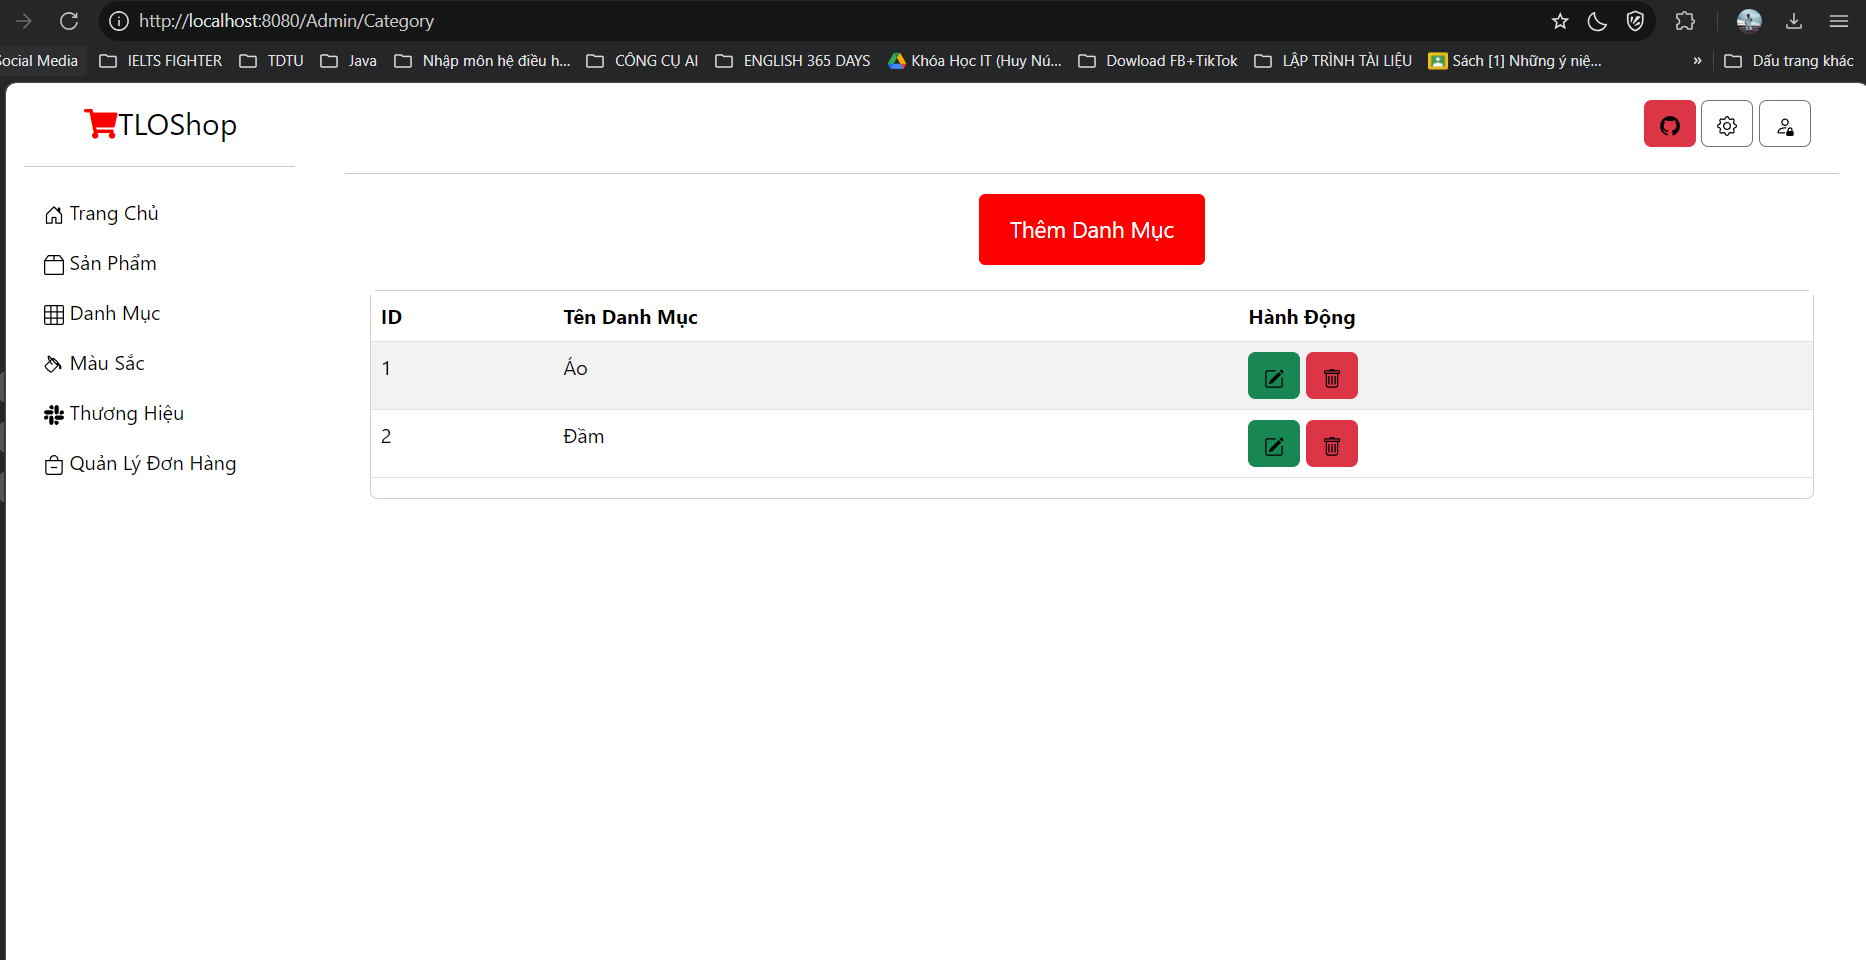 http://localhost:8080/Admin/Category
Social Media IELTS FIGHTER TDTU Java Nhập môn hệ điều h... CÔNG CỤ AI ENGLISH 365 DAYS Khóa Học IT (Huy Nú... Dowload FB+TikTok LẬP TRÌNH TÀI LIỆU Sách [1] Những ý niệ... » Dấu trang khác
TLOShop
Trang Chủ
Sản Phẩm
Danh Mục
Màu Sắc
Thương Hiệu
Quản Lý Đơn Hàng
Thêm Danh Mục
ID Tên Danh Mục Hành Động
1 Áo
2 Đầm